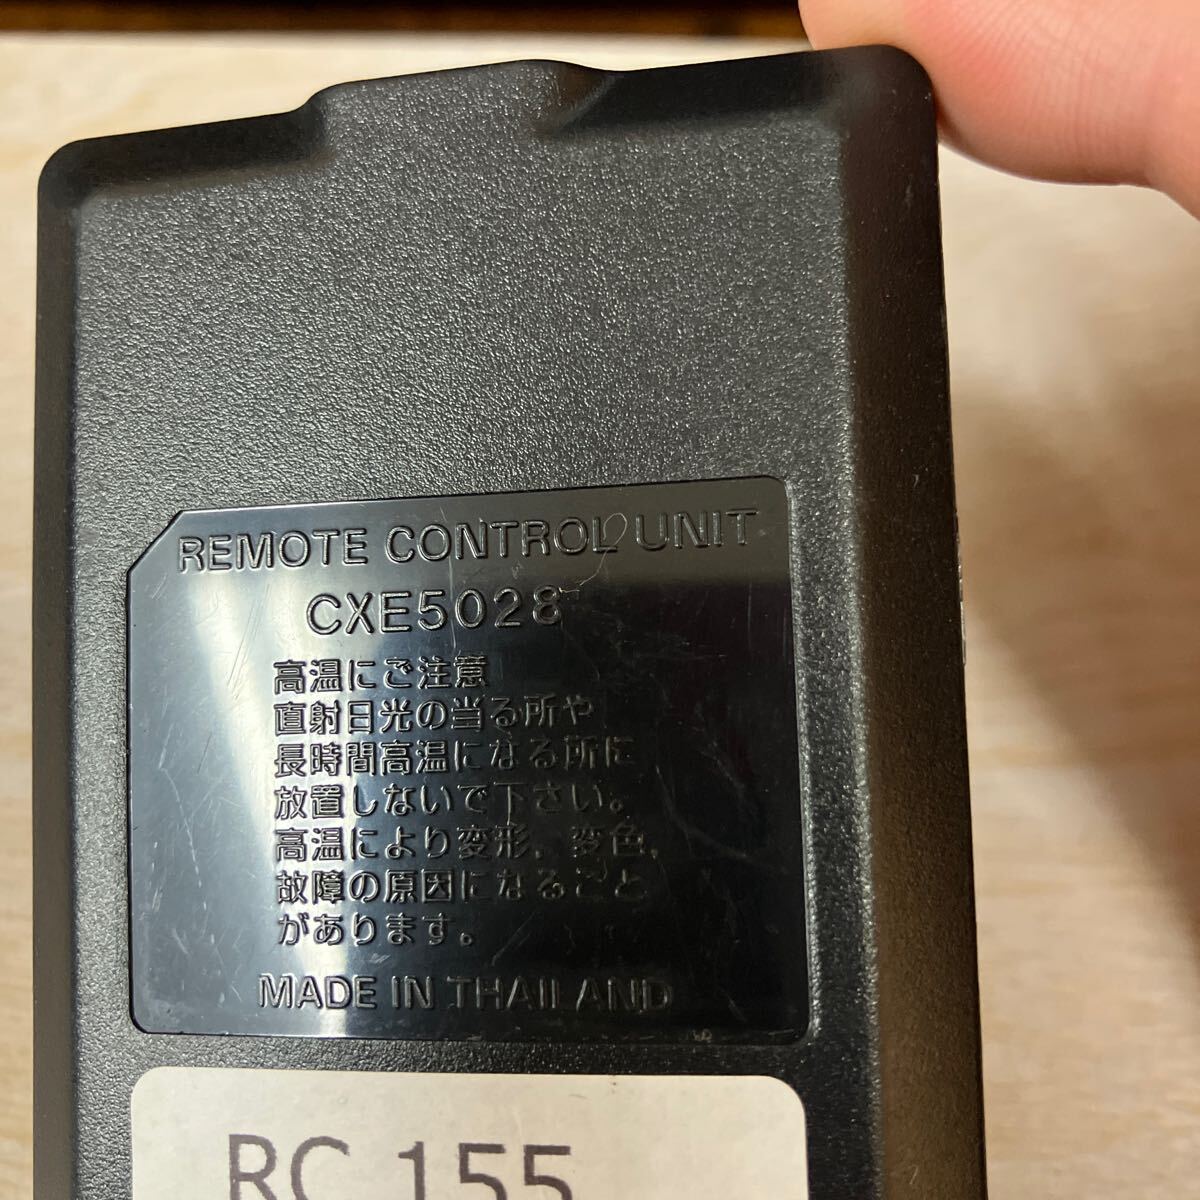 REMOTE CONTROL UNIT
CXE5028
高温にご注意
直射日光の当る所や
長時間高温になる所に
放置しないで下さい。
高温により変形、変色、
故障の原因になること
があります。
MADE IN THAILAND
RC 155